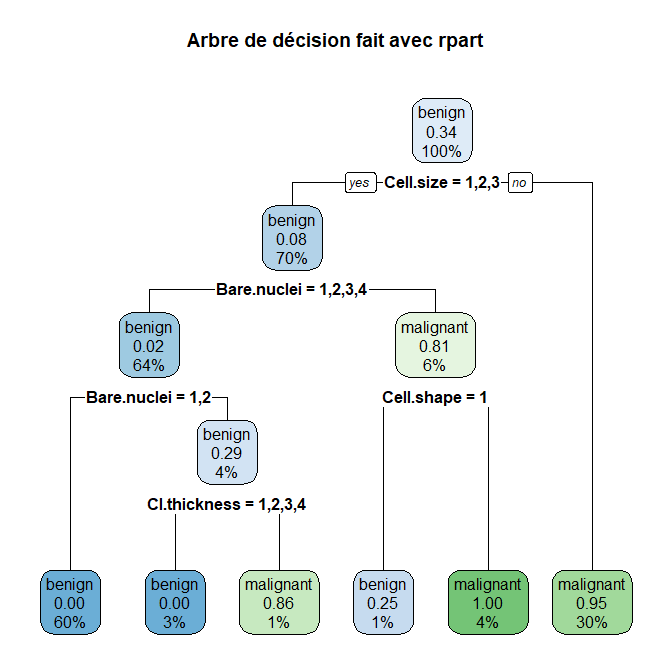 Arbre de décision fait avec rpart
benign
0.34
100%
yes Cell.size = 1,2,3 no
benign
0.08
70%
Bare.nuclei = 1,2,3,4
benign
0.02
64%
malignant
0.81
6%
Bare.nuclei = 1,2
Cell.shape = 1
benign
0.29
4%
Cl.thickness = 1,2,3,4
benign
0.00
60%
benign
0.00
3%
malignant
0.86
1%
benign
0.25
1%
malignant
1.00
4%
malignant
0.95
30%